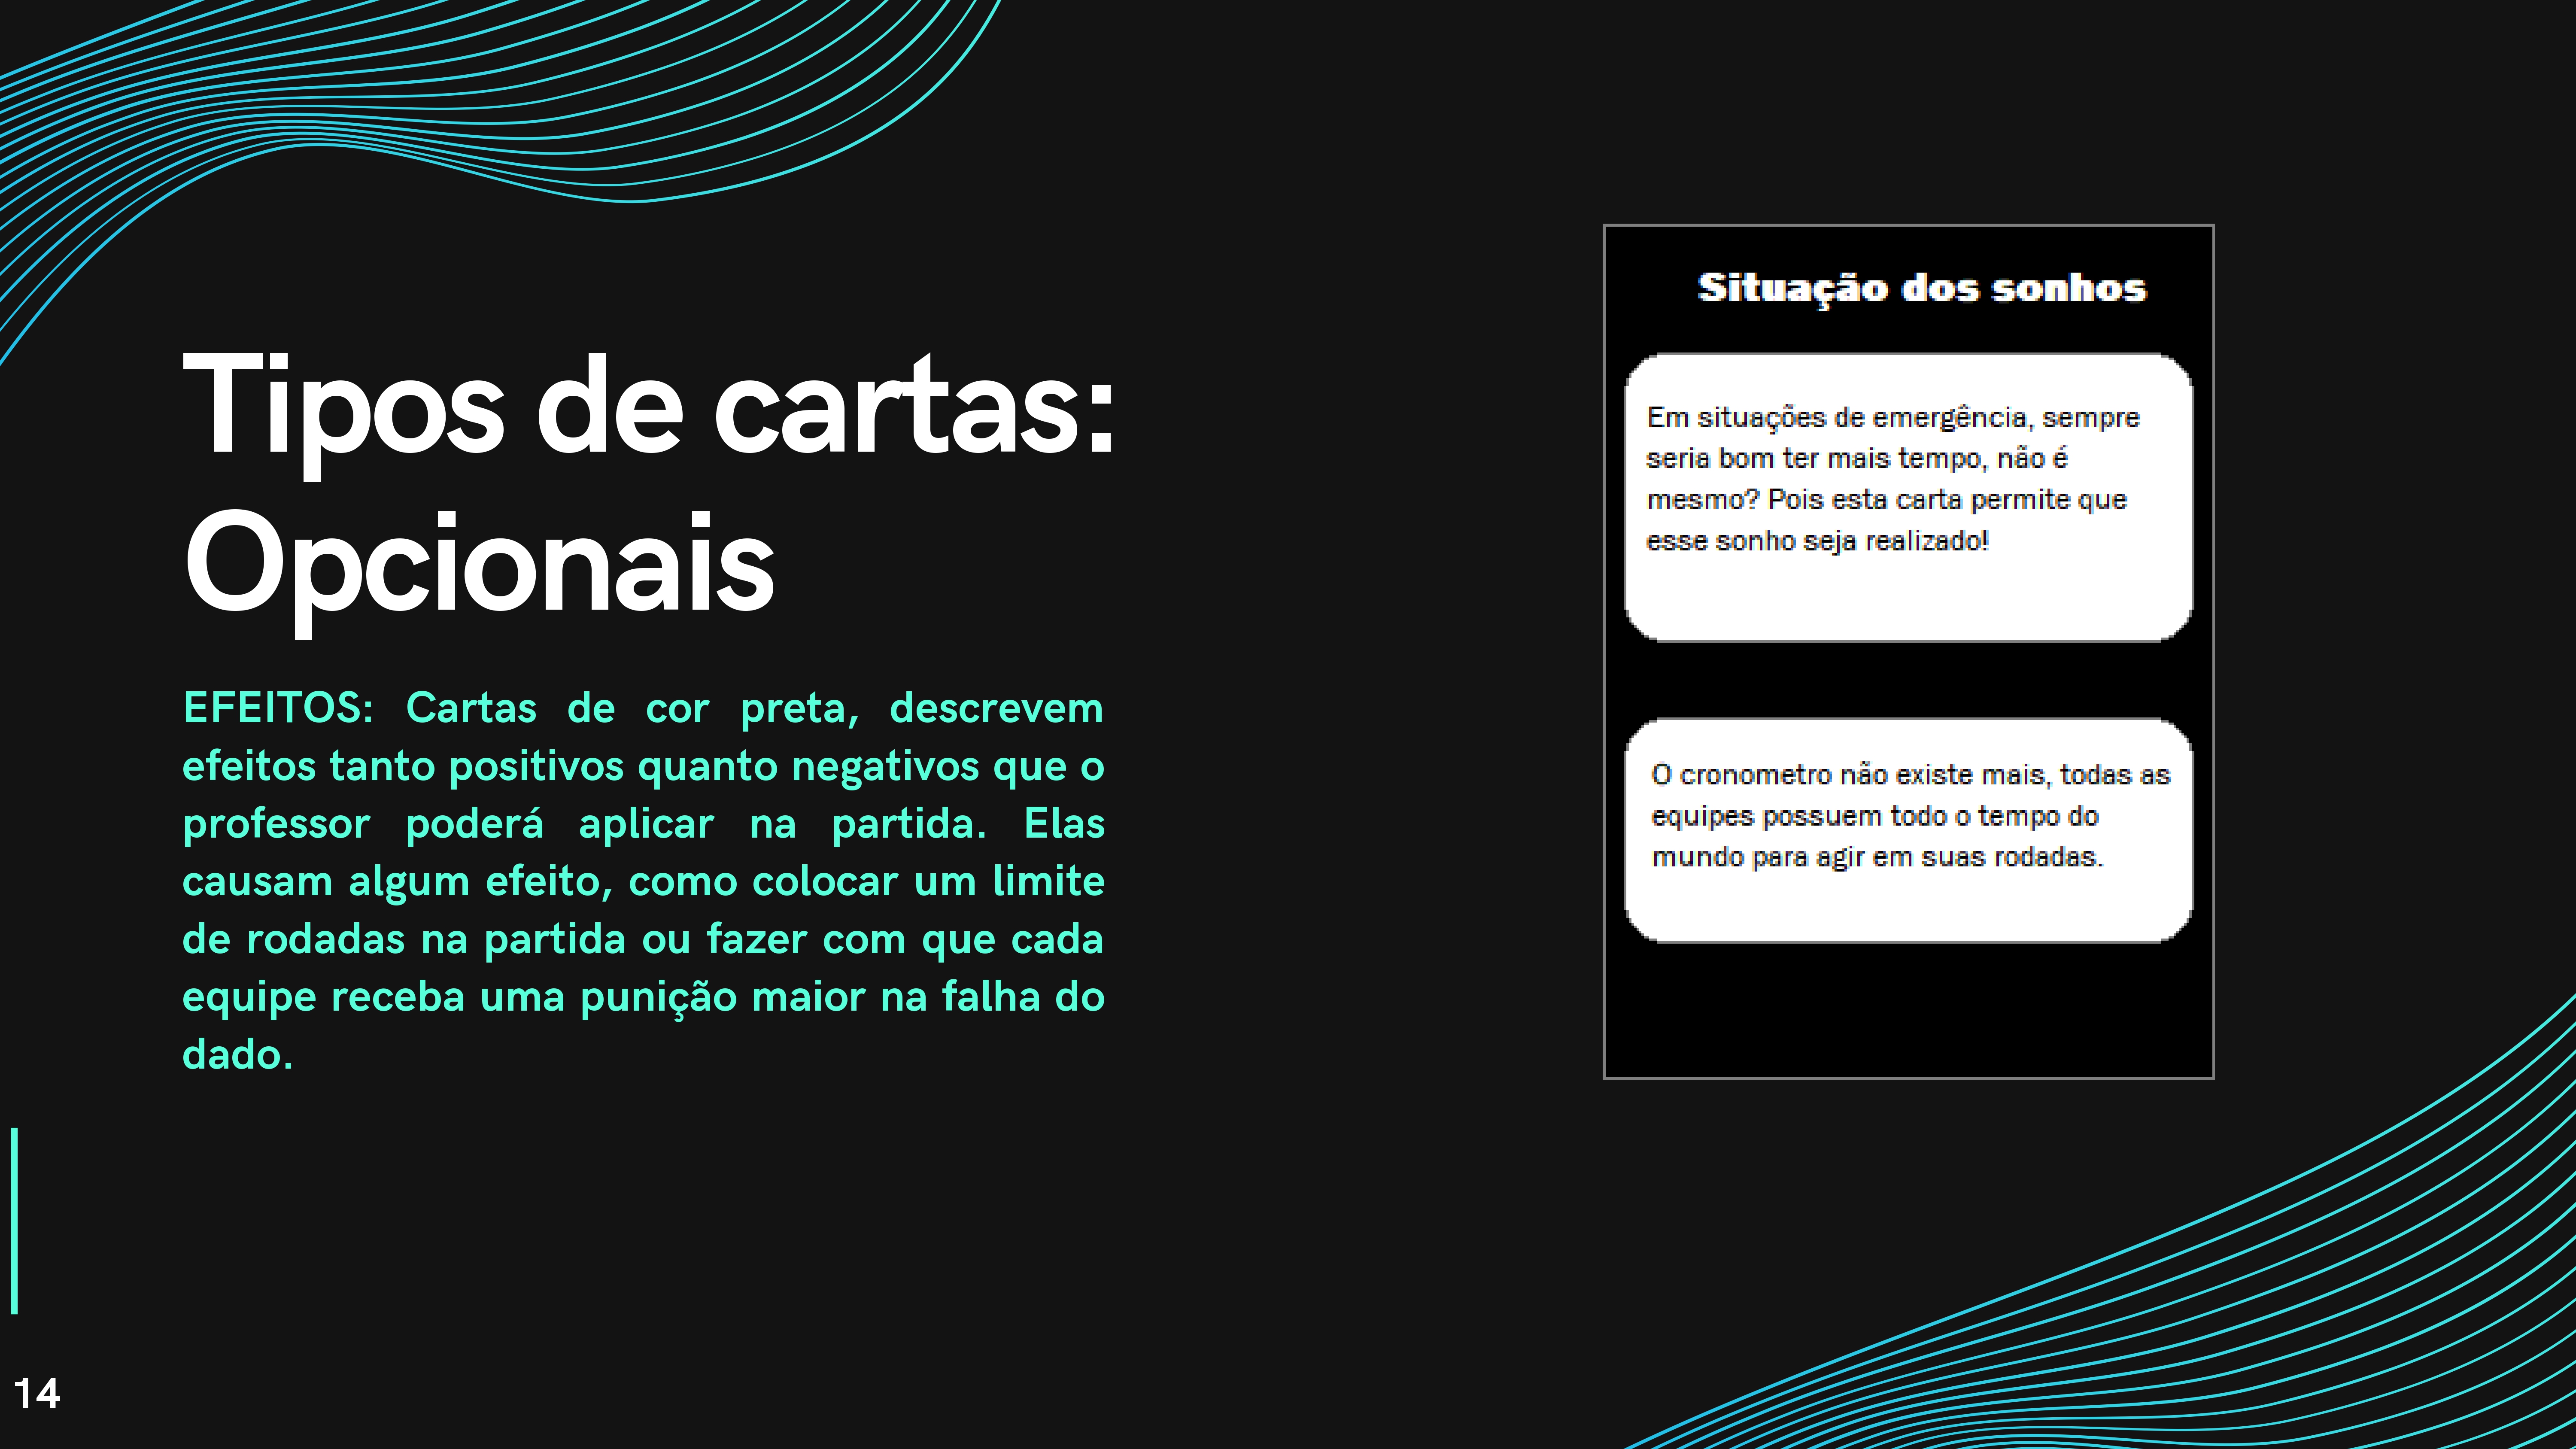 Tipos de cartas:
Opcionais
EFEITOS: Cartas de cor preta, descrevem
efeitos tanto positivos quanto negativos que o
professor poderá aplicar na partida. Elas
causam algum efeito, como colocar um limite
de rodadas na partida ou fazer com que cada
equipe receba uma punição maior na falha do
dado.
14
Situação dos sonhos
Em situações de emergência, sempre
seria bom ter mais tempo, não é
mesmo? Pois esta carta permite que
esse sonho seja realizado!
O cronometro não existe mais, todas as
equipes possuem todo o tempo do
mundo para agir em suas rodadas.